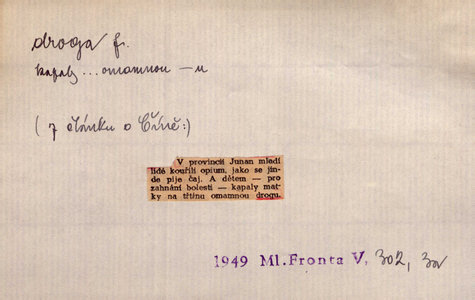 droga f.
kapaly ... omamnou —u
(z článku o Číně:)
V provincii Junan mladí
lidé kouřili opium, jako se jin-
de pije čaj. A dětem — pro
zahnání bolesti — kapaly mat-
ky na třtinu omamnou drogu.
1949 Ml. Fronta V, 302, 3